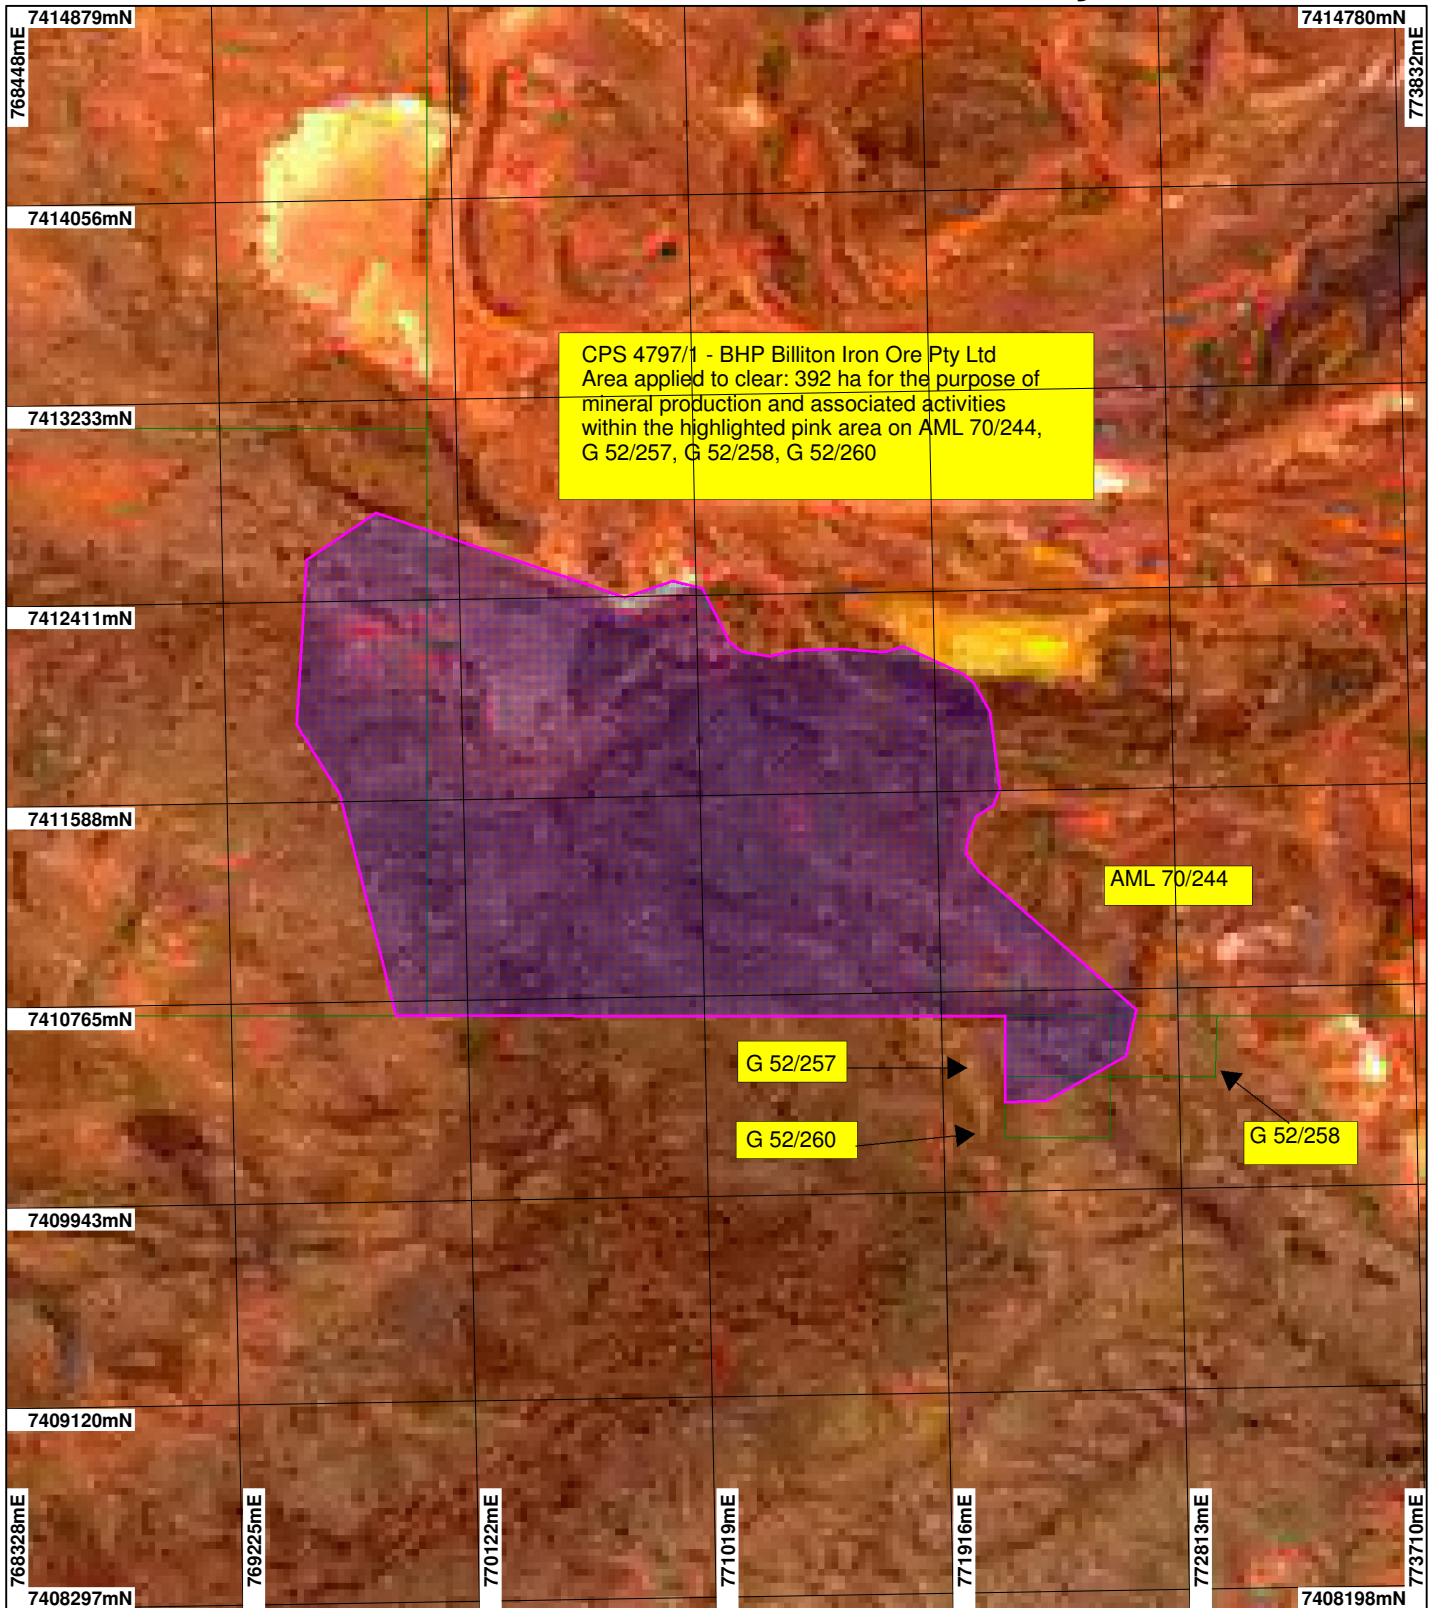 7414879mN
7414780mN
768448mE
773832mE
7414056mN
CPS 4797/1 - BHP Billiton Iron Ore Pty Ltd
Area applied to clear: 392 ha for the purpose of
mineral production and associated activities
within the highlighted pink area on AML 70/244,
G 52/257, G 52/258, G 52/260
7413233mN
7412411mN
7411588mN
AML 70/244
7410765mN
G 52/257
G 52/260
G 52/258
7409943mN
7409120mN
768328mE
769225mE
770122mE
771019mE
771916mE
772813mE
773710mE
7408297mN
7408198mN